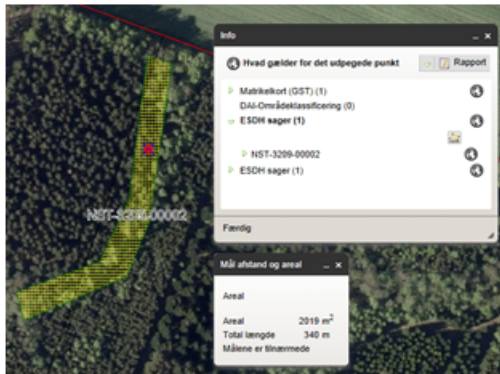 Info
Hvad gælder for det udpegede punkt
Rapport
Matrikelkort (GST) (1)
DAI-Områdeklassificering (0)
ESDH sager (1)
NST-3209-00002
ESDH sager (1)
Færdig
NST-3209-00002
Mål afstand og areal
Areal
Areal 2019 m²
Total længde 340 m
Målene er tilnærmede